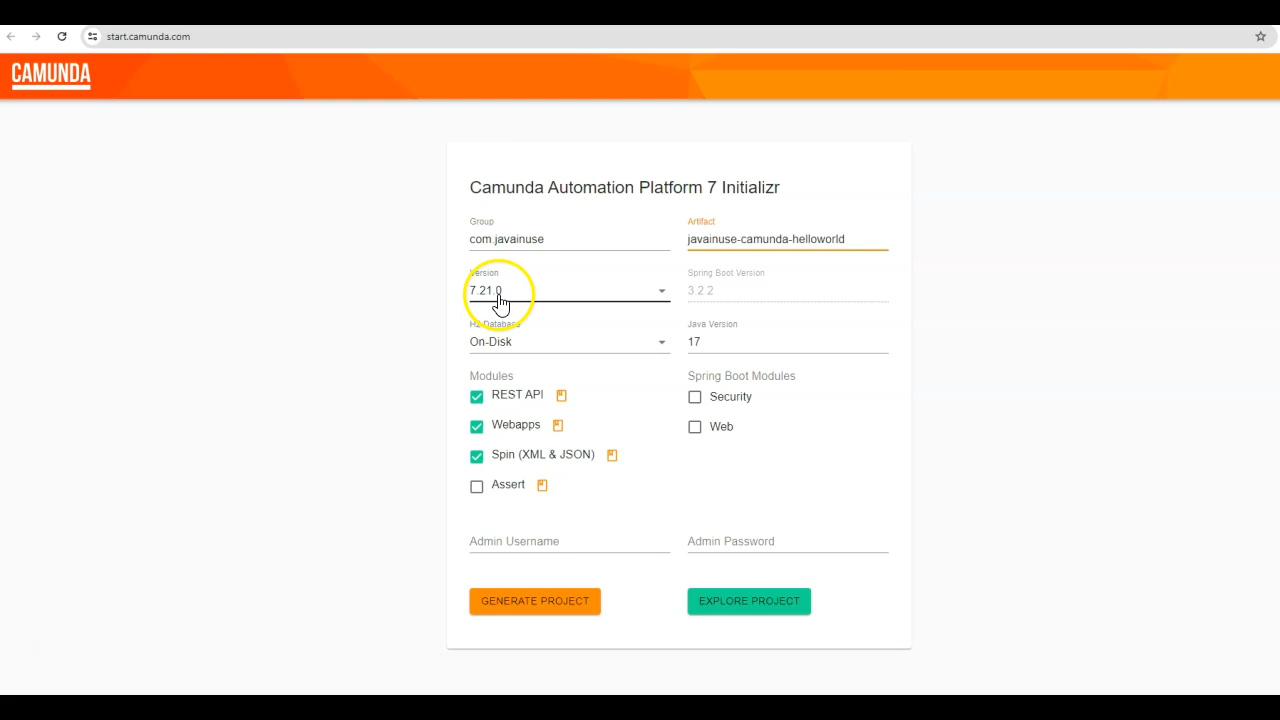 start.camunda.com
CAMUNDA
Camunda Automation Platform 7 Initializr
Group
Artifact
com.javainuse
javainuse-camunda-helloworld
Version
Spring Boot Version
7.21.0
3.2.2
H2 Database
Java Version
On-Disk
17
Modules
Spring Boot Modules
REST API
Security
Webapps
Web
Spin (XML & JSON)
Assert
Admin Username
Admin Password
GENERATE PROJECT
EXPLORE PROJECT